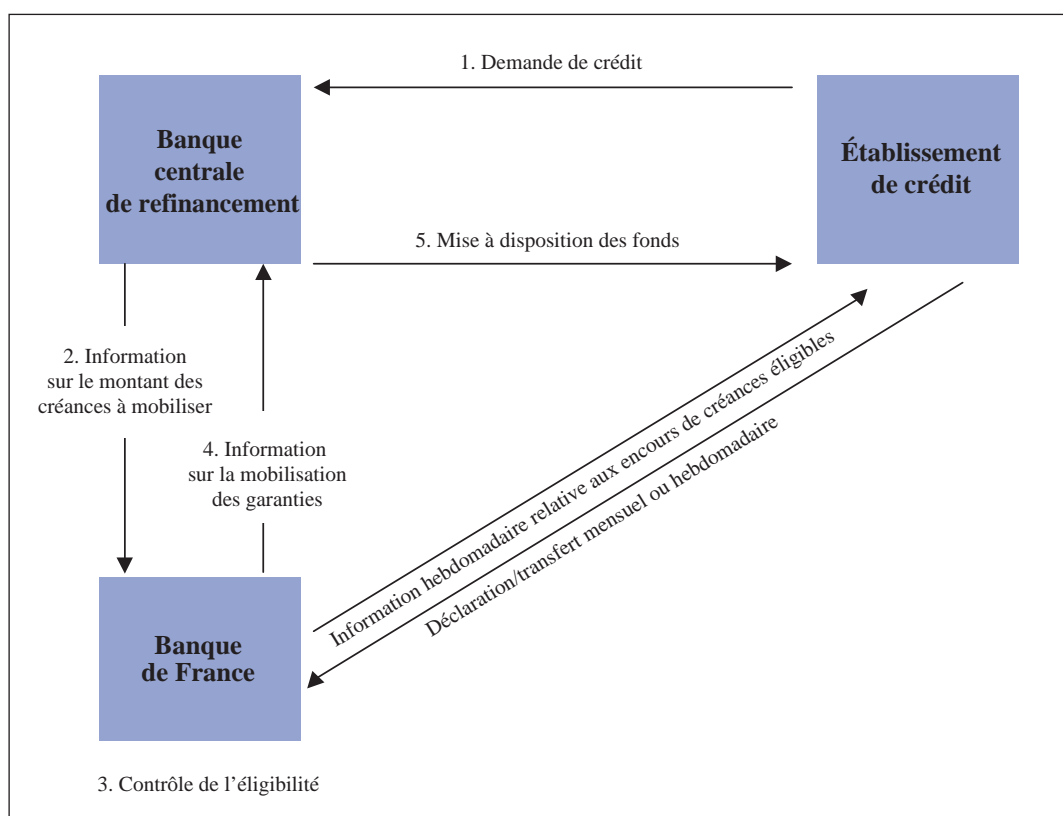 1. Demande de crédit
Banque
centrale
de refinancement
Établissement
de crédit
5. Mise à disposition des fonds
2. Information
sur le montant des
créances à mobiliser
4. Information
sur la mobilisation
des garanties
Information hebdomadaire relative aux encours de créances éligibles
Déclaration/transfert mensuel ou hebdomadaire
Banque
de France
3. Contrôle de l’éligibilité